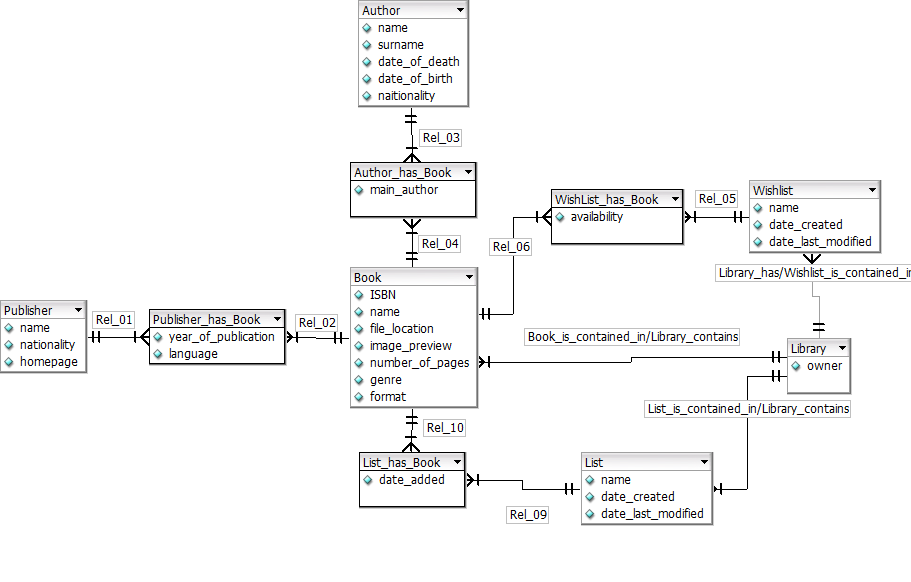 Author
name
surname
date_of_death
date_of_birth
naitionality
Rel_03
Author_has_Book
main_author
Rel_04
WishList_has_Book
availability
Rel_05
Rel_06
Wishlist
name
date_created
date_last_modified
Library_has/Wishlist_is_contained_in
Book
ISBN
name
file_location
image_preview
number_of_pages
genre
format
Publisher
name
nationality
homepage
Rel_01
Publisher_has_Book
year_of_publication
language
Rel_02
Book_is_contained_in/Library_contains
Library
owner
List_is_contained_in/Library_contains
Rel_10
List_has_Book
date_added
Rel_09
List
name
date_created
date_last_modified